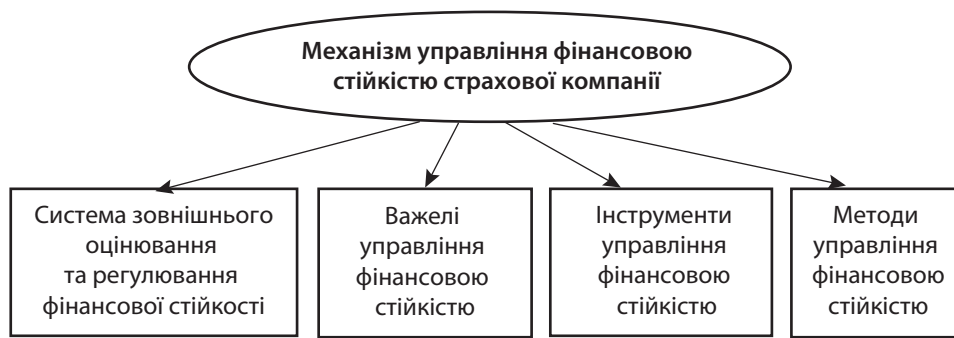 Механізм управління фінансовою
стійкістю страхової компанії
Система зовнішнього
оцінювання
та регулювання
фінансової стійкості
Важелі
управління
фінансовою
стійкістю
Інструменти
управління
фінансовою
стійкістю
Методи
управління
фінансовою
стійкістю